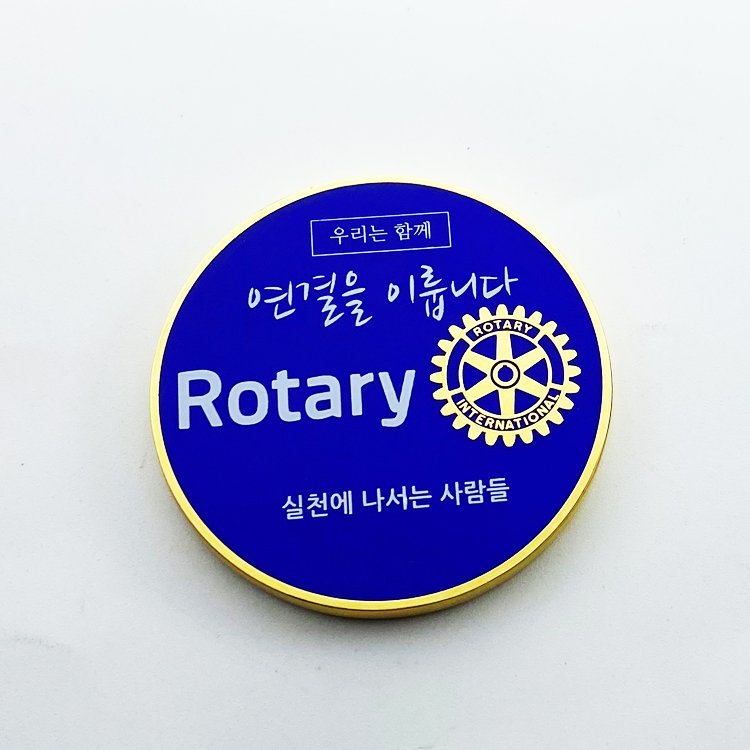 우리는 함께
연결을 이룹니다
Rotary
ROTARY
INTERNATIONAL
실천에 나서는 사람들